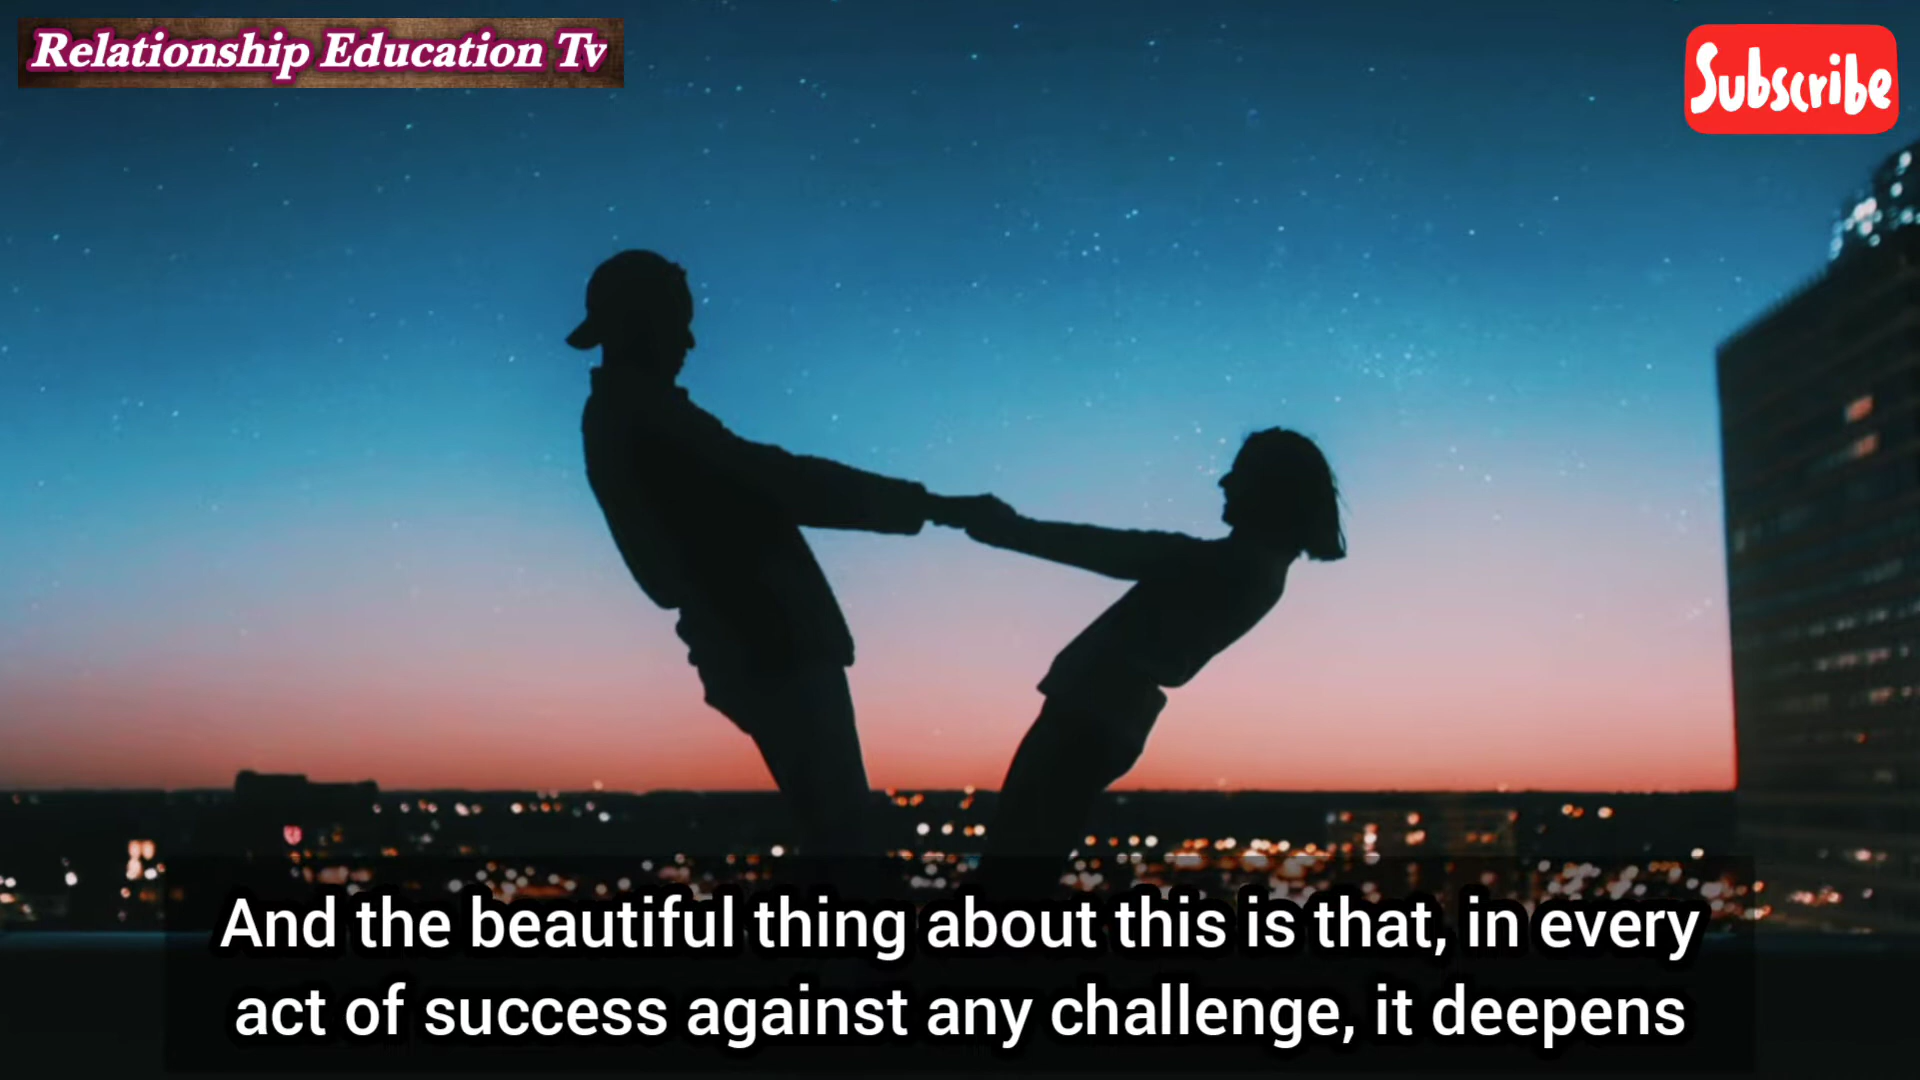 Relationship Education Tv
Subscribe
And the beautiful thing about this is that, in every
act of success against any challenge, it deepens